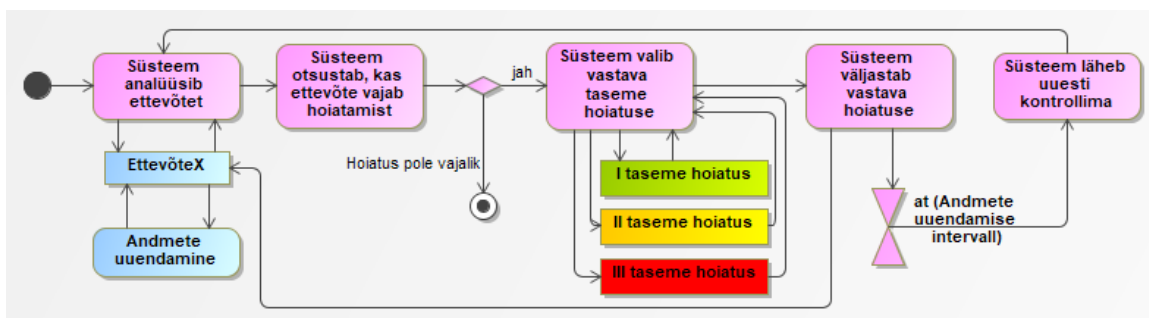 Süsteem
analüüsib
ettevõtet
Süsteem
otsustab, kas
ettevõte vajab
hoiatamist
jah
Süsteem valib
vastava
taseme
hoiatuse
Süsteem
väljastab
vastava
hoiatuse
Süsteem läheb
uuesti
kontrollima
EttevõteX
Hoiatus pole vajalik
I taseme hoiatus
II taseme hoiatus
III taseme hoiatus
at (Andmete
uuendamise
intervall)
Andmete
uuendamine